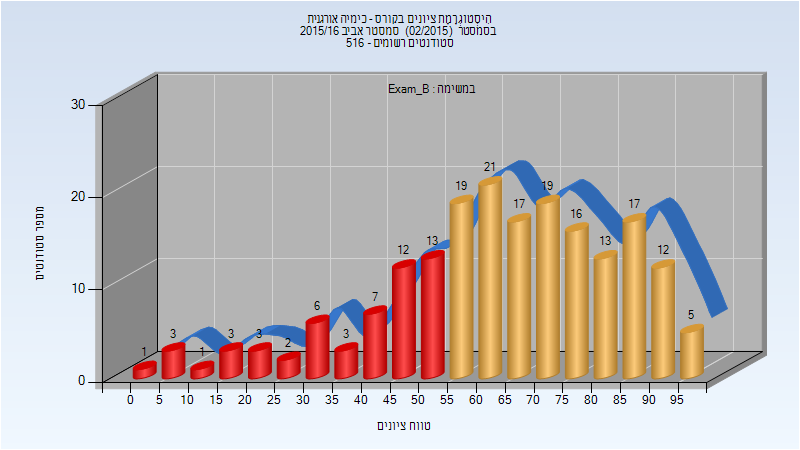 היסטוגרמת ציונים בקורס - כימיה אורגנית
בסמסטר (02/2015) סמסטר אביב 2015/16
סטודנטים רשומים - 516
במשימה : Exam_B
מספר סטודנטים
30
20
10
0
1 3 1 3 3 2 6 3 7 12 13 19 21 17 19 16 13 17 12 5
0 5 10 15 20 25 30 35 40 45 50 55 60 65 70 75 80 85 90 95
טווח ציונים